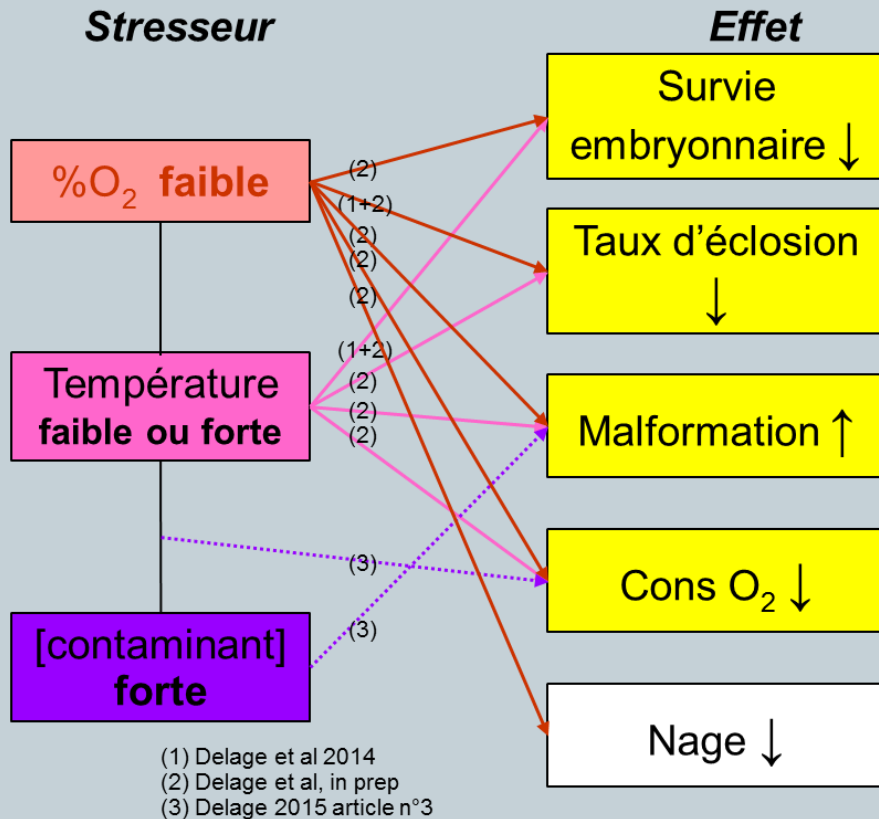 Stresseur
Effet
%O₂ faible
Température
faible ou forte
[contaminant]
forte
(2)
(1+2)
(2)
(2)
(2)
(1+2)
(2)
(2)
(2)
(3)
(3)
Survie
embryonnaire ↓
Taux d'éclosion
↓
Malformation ↑
Cons O₂ ↓
Nage ↓
(1) Delage et al 2014
(2) Delage et al, in prep
(3) Delage 2015 article n°3